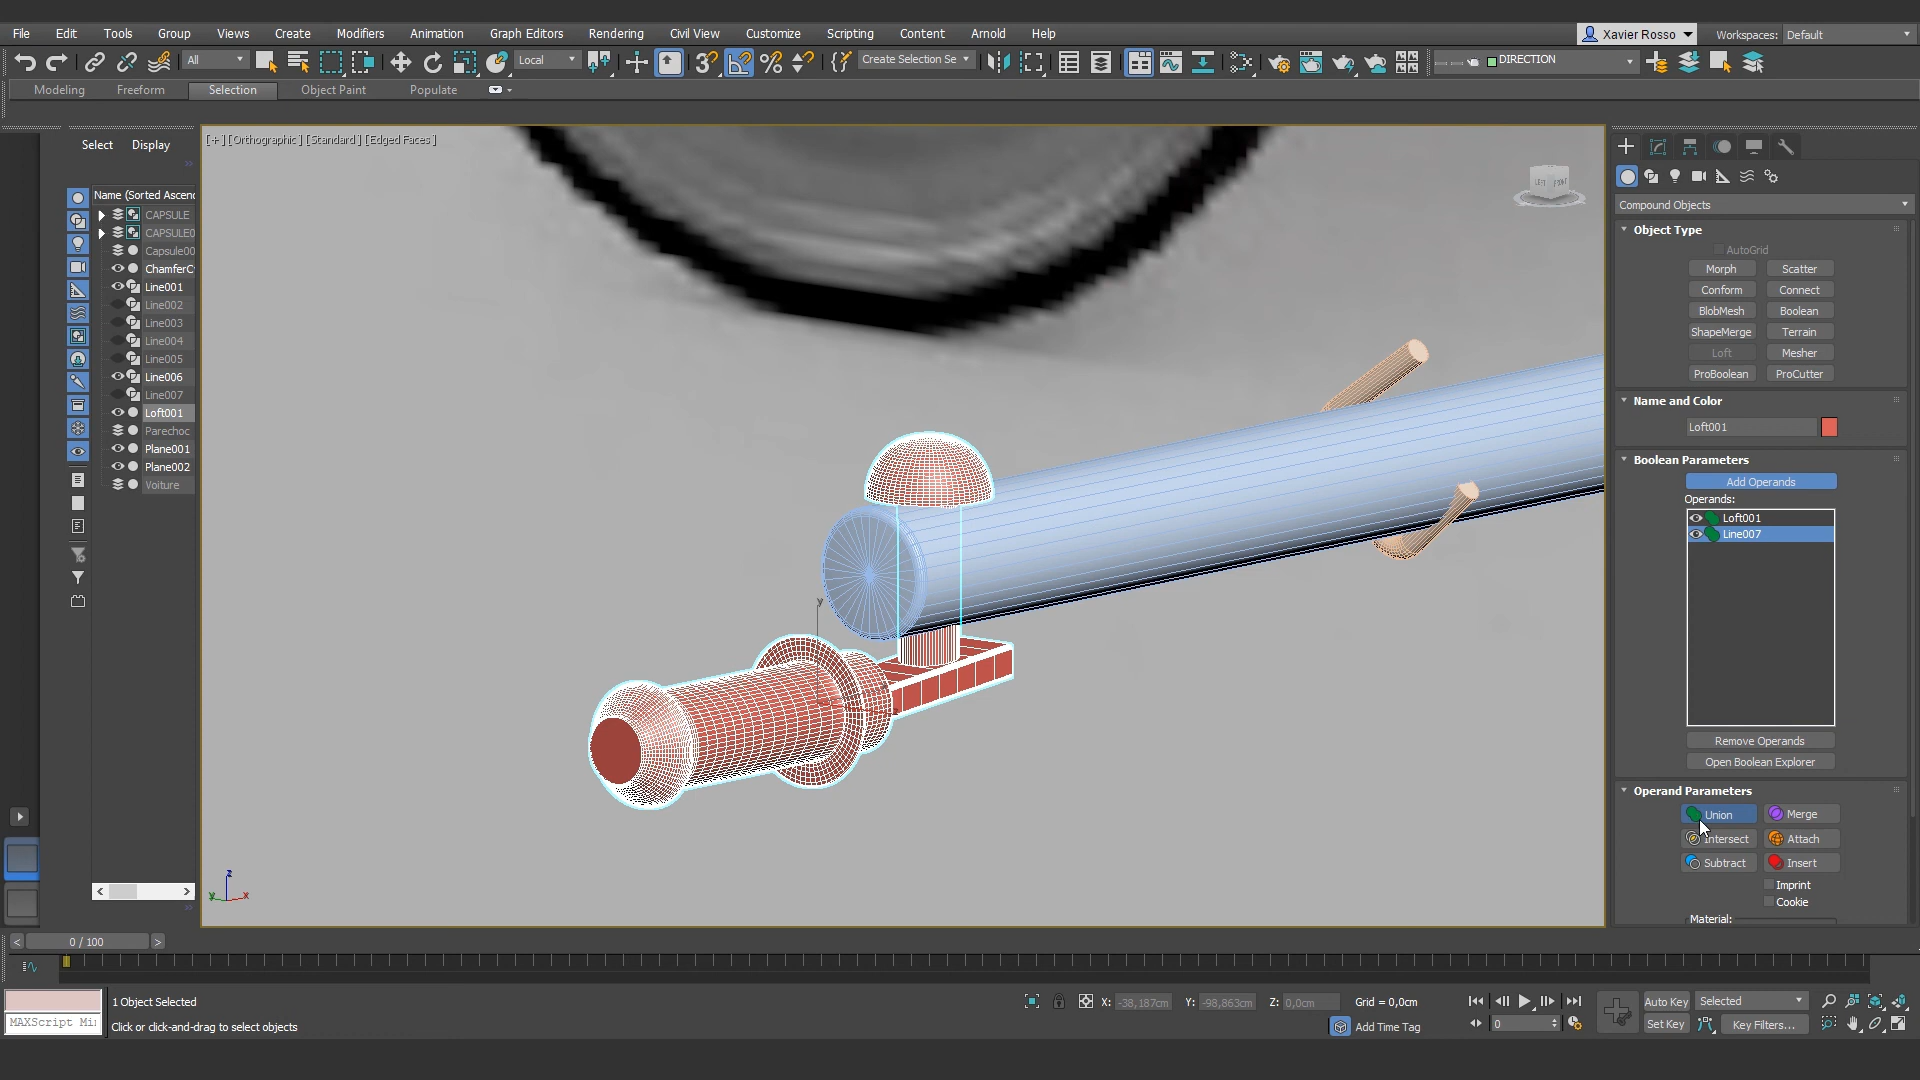 File Edit Tools Group Views Create Modifiers Animation Graph Editors Rendering Civil View Customize Scripting Content Arnold Help
Xavier Rosso Workspaces: Default
All Local Create Selection Se DIRECTION
Modeling Freeform Selection Object Paint Populate
Select Display
[+] [Orthographic] [Standard] [Edged Faces]
Name (Sorted Ascend
CAPSULE
CAPSULE0
Capsule00
ChamferC
Line001
Line002
Line003
Line004
Line005
Line006
Line007
Loft001
Parechoc
Plane001
Plane002
Voiture
LEFT FRONT
y
z y x
Compound Objects
Object Type
AutoGrid
Morph Scatter
Conform Connect
BlobMesh Boolean
ShapeMerge Terrain
Loft Mesher
ProBoolean ProCutter
Name and Color
Loft001
Boolean Parameters
Add Operands
Operands:
Loft001
Line007
Remove Operands
Open Boolean Explorer
Operand Parameters
Union Merge
Intersect Attach
Subtract Insert
Imprint
Cookie
Material:
0 / 100
MAXScript Mi
1 Object Selected
Click or click-and-drag to select objects
X: -38,187cm Y: -98,863cm Z: 0,0cm Grid = 0,0cm
Add Time Tag
0
Auto Key Selected
Set Key Key Filters...